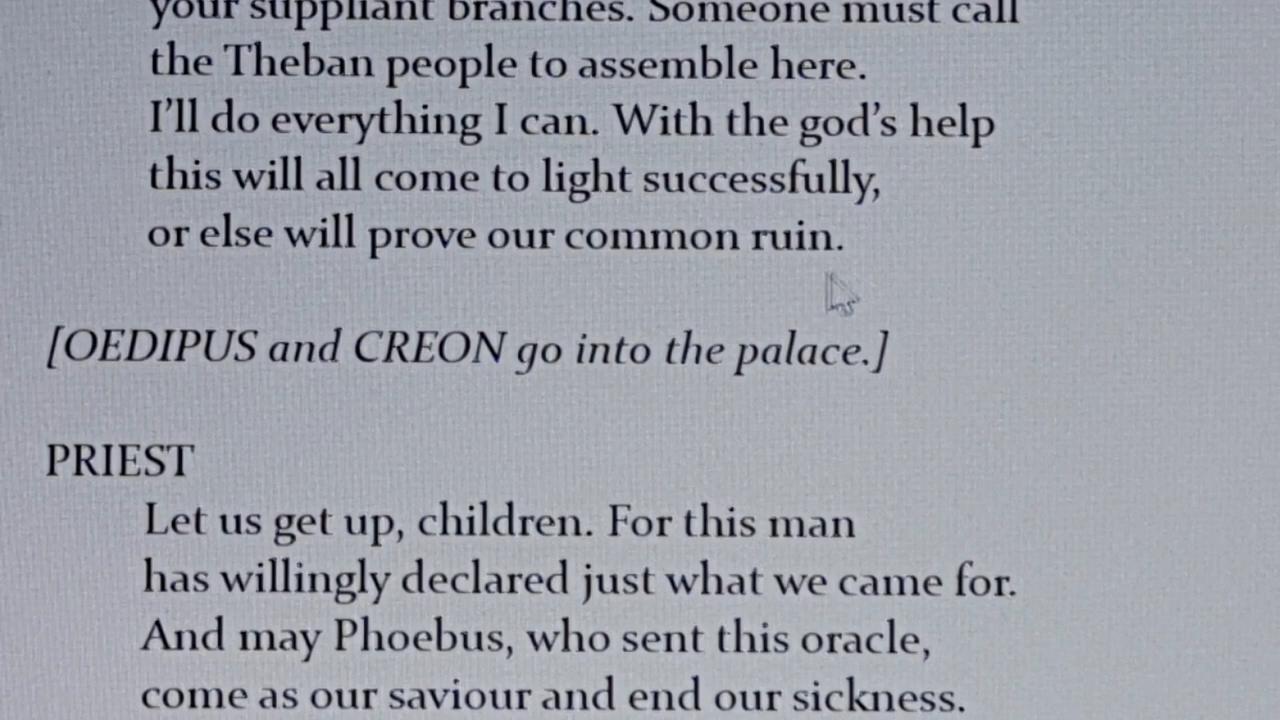 your suppliant branches. Someone must call
the Theban people to assemble here.
I’ll do everything I can. With the god’s help
this will all come to light successfully,
or else will prove our common ruin.
[OEDIPUS and CREON go into the palace.]
PRIEST
Let us get up, children. For this man
has willingly declared just what we came for.
And may Phoebus, who sent this oracle,
come as our saviour and end our sickness.